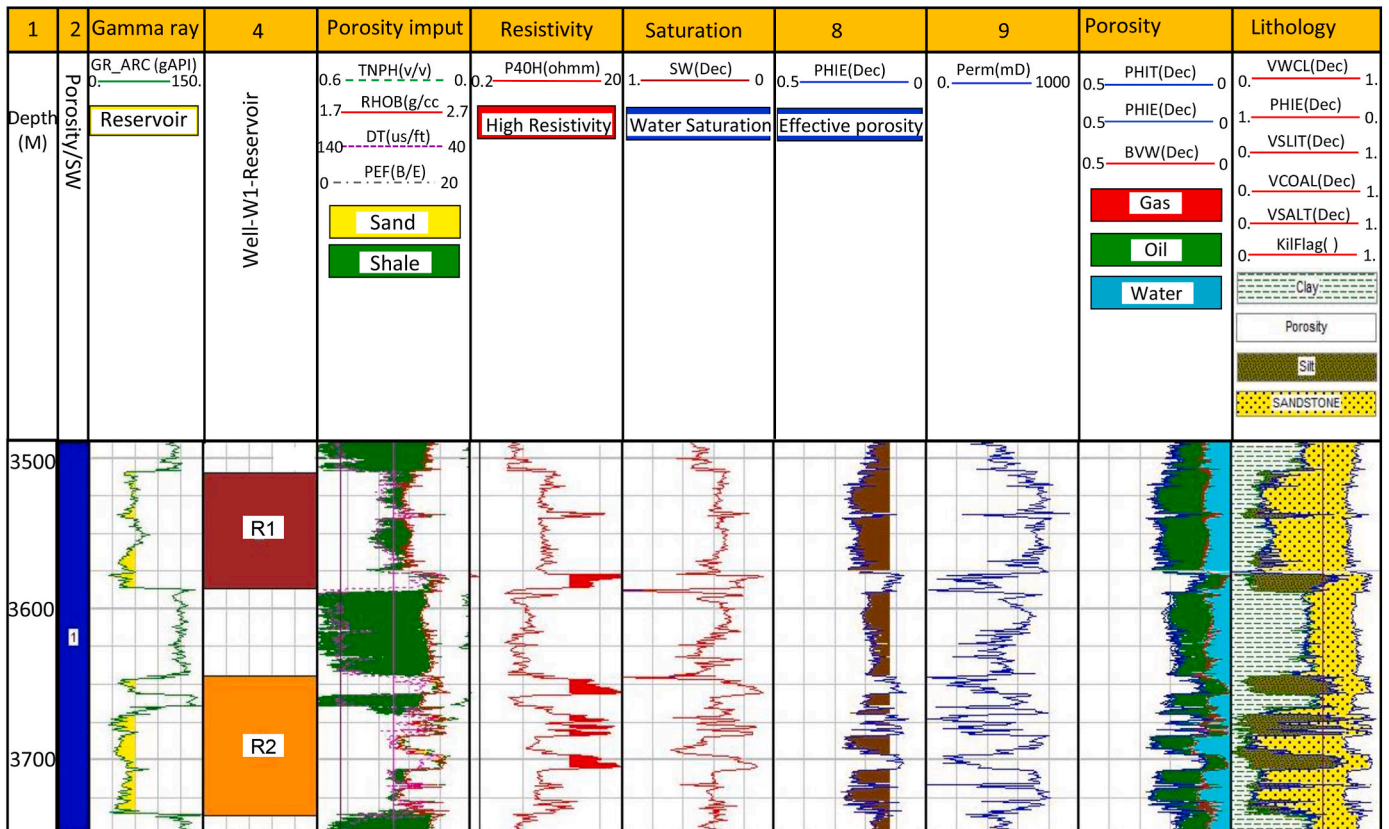 1
2
Gamma ray
4
Porosity imput
Resistivity
Saturation
8
9
Porosity
Lithology
Depth
(M)
Porosity/SW
GR_ARC (gAPI)
0. 150.
Reservoir
Well-W1-Reservoir
TNPH(v/v)
0.6 0.
RHOB(g/cc
1.7 2.7
DT(us/ft)
140 40
PEF(B/E)
0 20
Sand
Shale
P40H(ohmm)
0.2 20
High Resistivity
SW(Dec)
1. 0
Water Saturation
PHIE(Dec)
0.5 0
Effective porosity
Perm(mD)
0. 1000
PHIT(Dec)
0.5 0
PHIE(Dec)
0.5 0
BVW(Dec)
0.5 0
Gas
Oil
Water
VWCL(Dec)
0. 1.
PHIE(Dec)
1. 0.
VSLIT(Dec)
0. 1.
VCOAL(Dec)
0. 1.
VSALT(Dec)
0. 1.
KilFlag( )
0. 1.
Clay
Porosity
Silt
SANDSTONE
3500
R1
3600
1
R2
3700